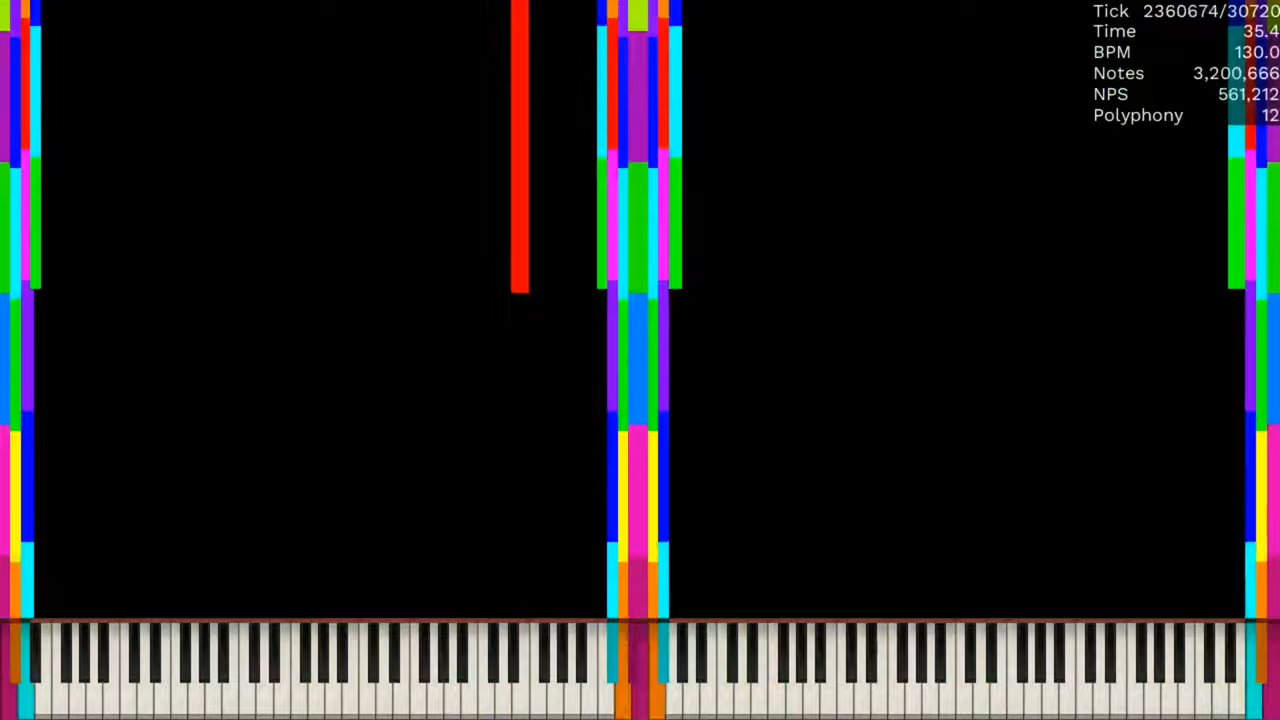 Tick 2360674/30720
Time 35.4
BPM 130.0
Notes 3,200,666
NPS 561,212
Polyphony 12